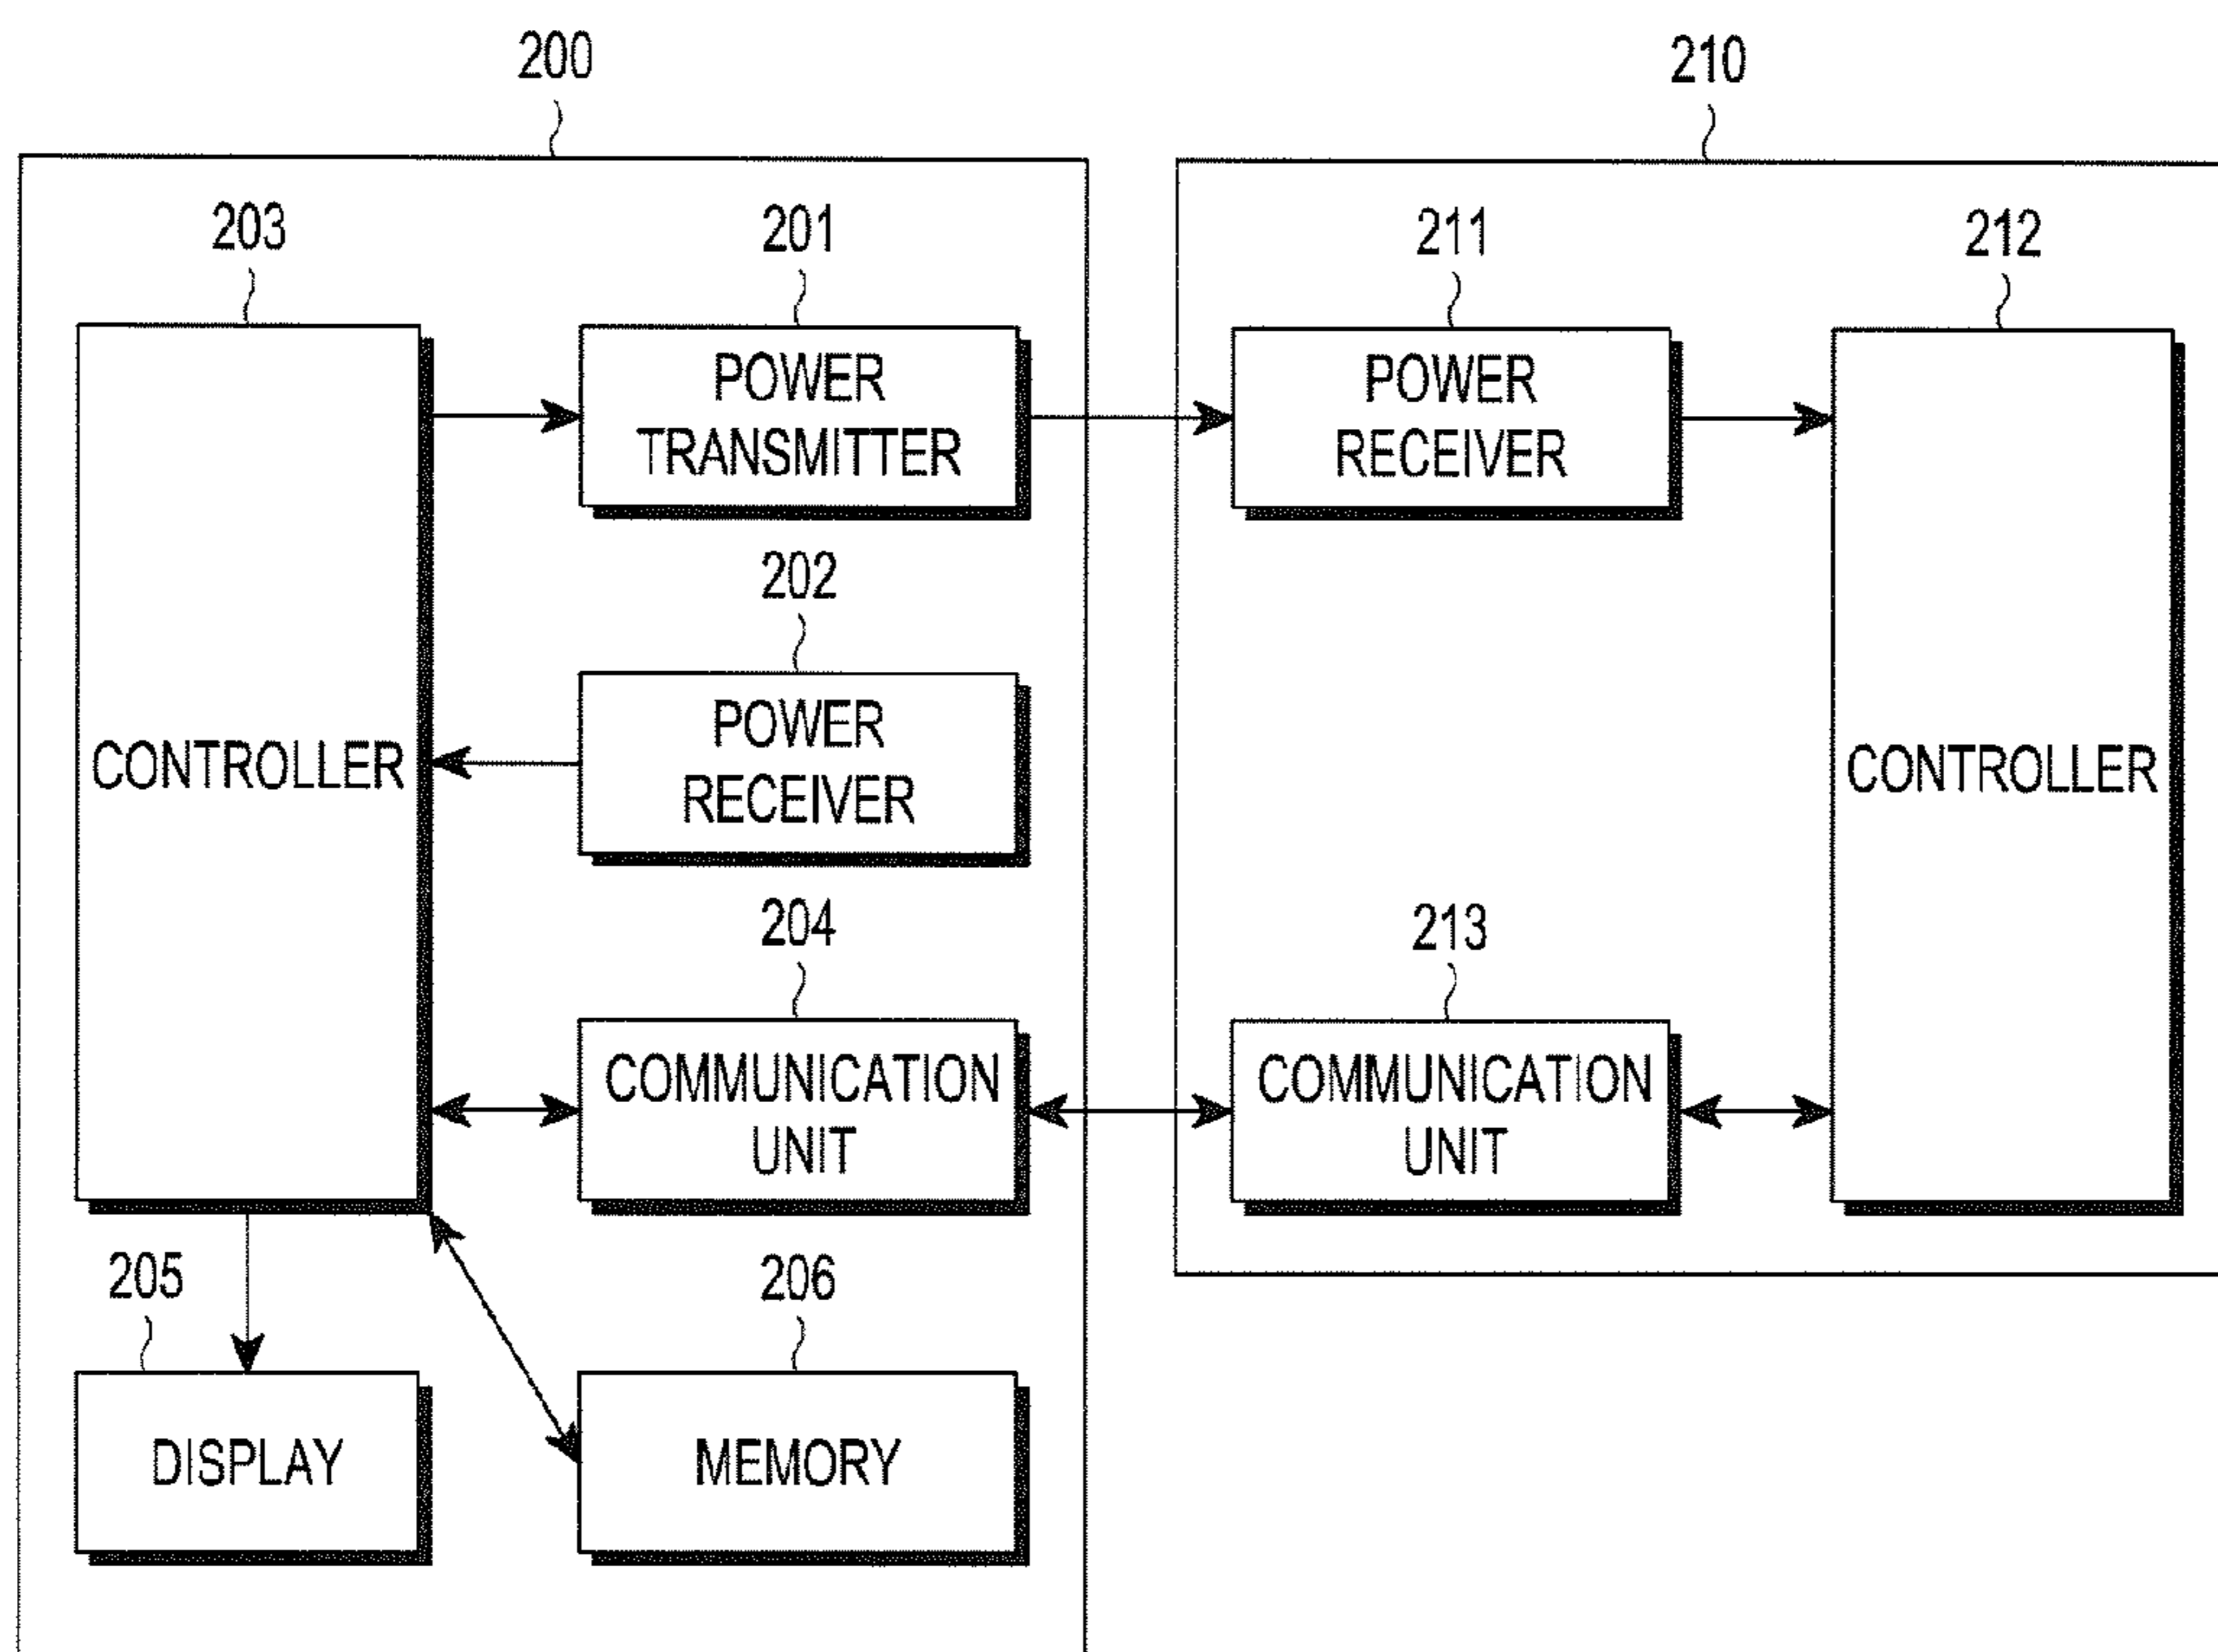 200
210
203
201
211
212
POWER
TRANSMITTER
POWER
RECEIVER
202
CONTROLLER
POWER
RECEIVER
CONTROLLER
204
213
COMMUNICATION
UNIT
COMMUNICATION
UNIT
205
206
DISPLAY
MEMORY